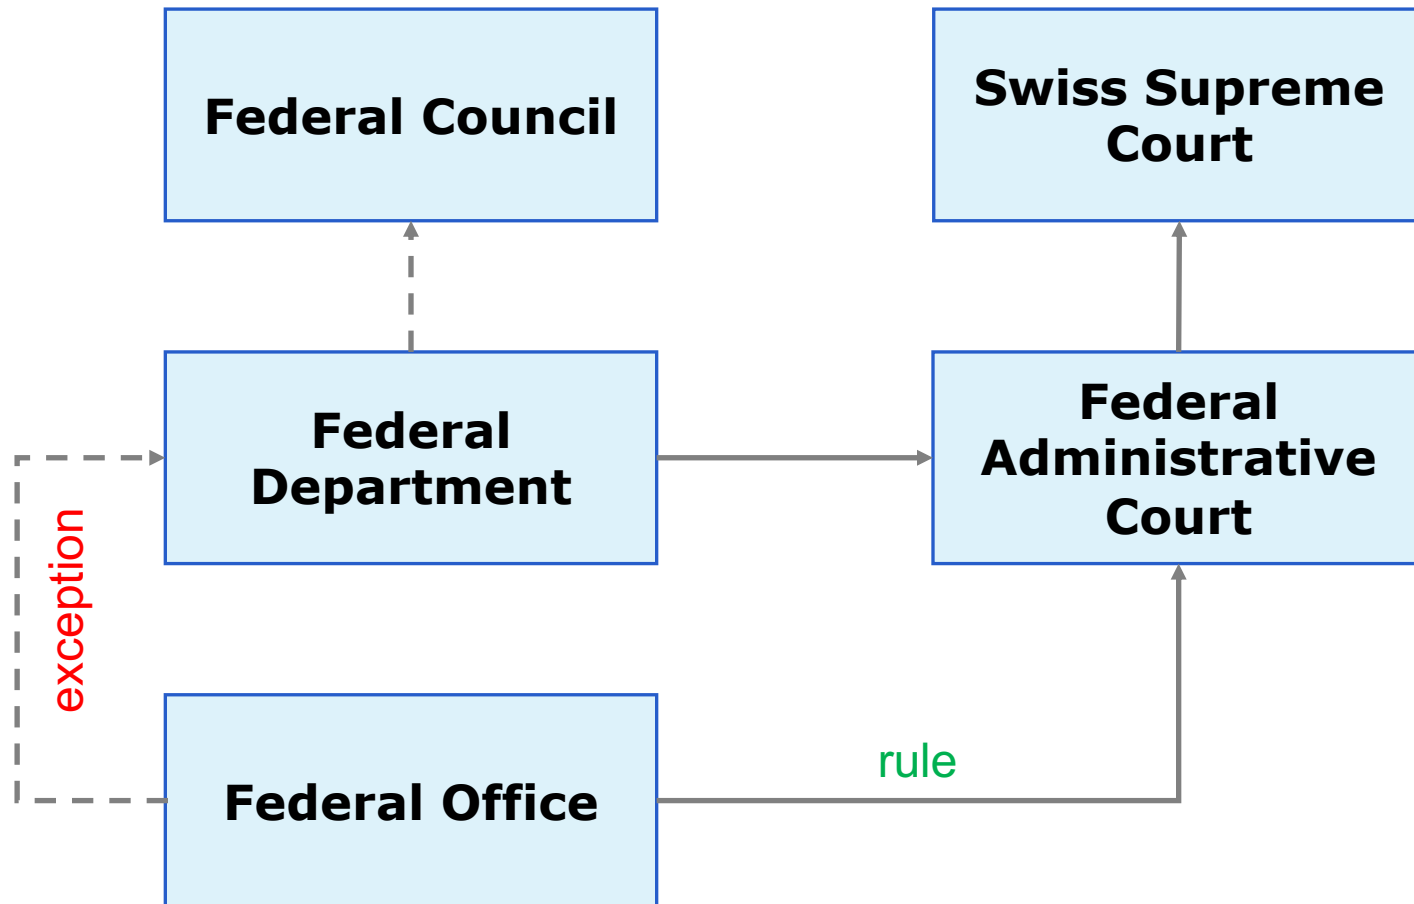 Federal Council
Swiss Supreme
Court
Federal
Department
Federal
Administrative
Court
exception
rule
Federal Office